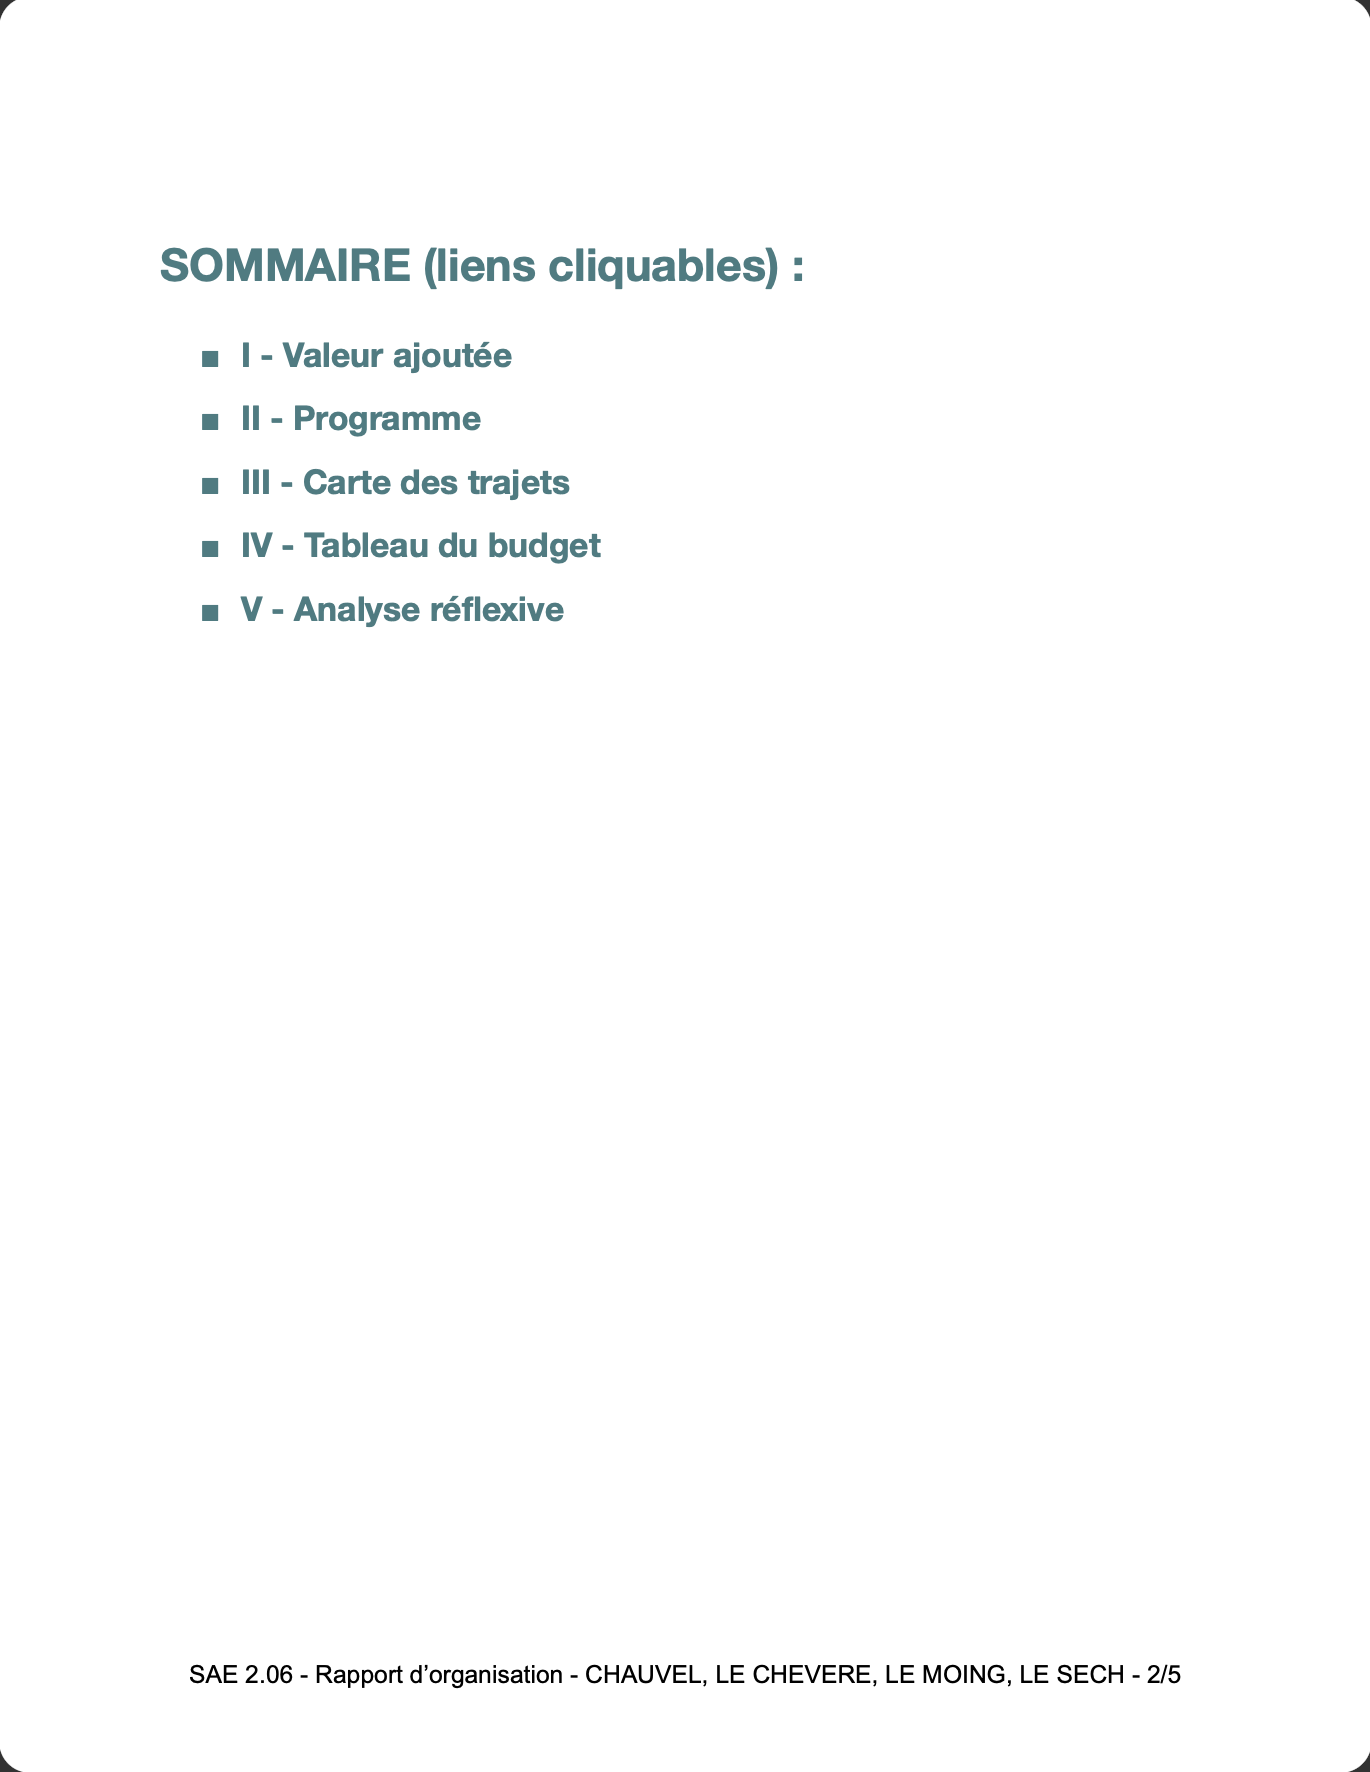 SOMMAIRE (liens cliquables) :
■ I - Valeur ajoutée
■ II - Programme
■ III - Carte des trajets
■ IV - Tableau du budget
■ V - Analyse réflexive
SAE 2.06 - Rapport d’organisation - CHAUVEL, LE CHEVERE, LE MOING, LE SECH - 2/5